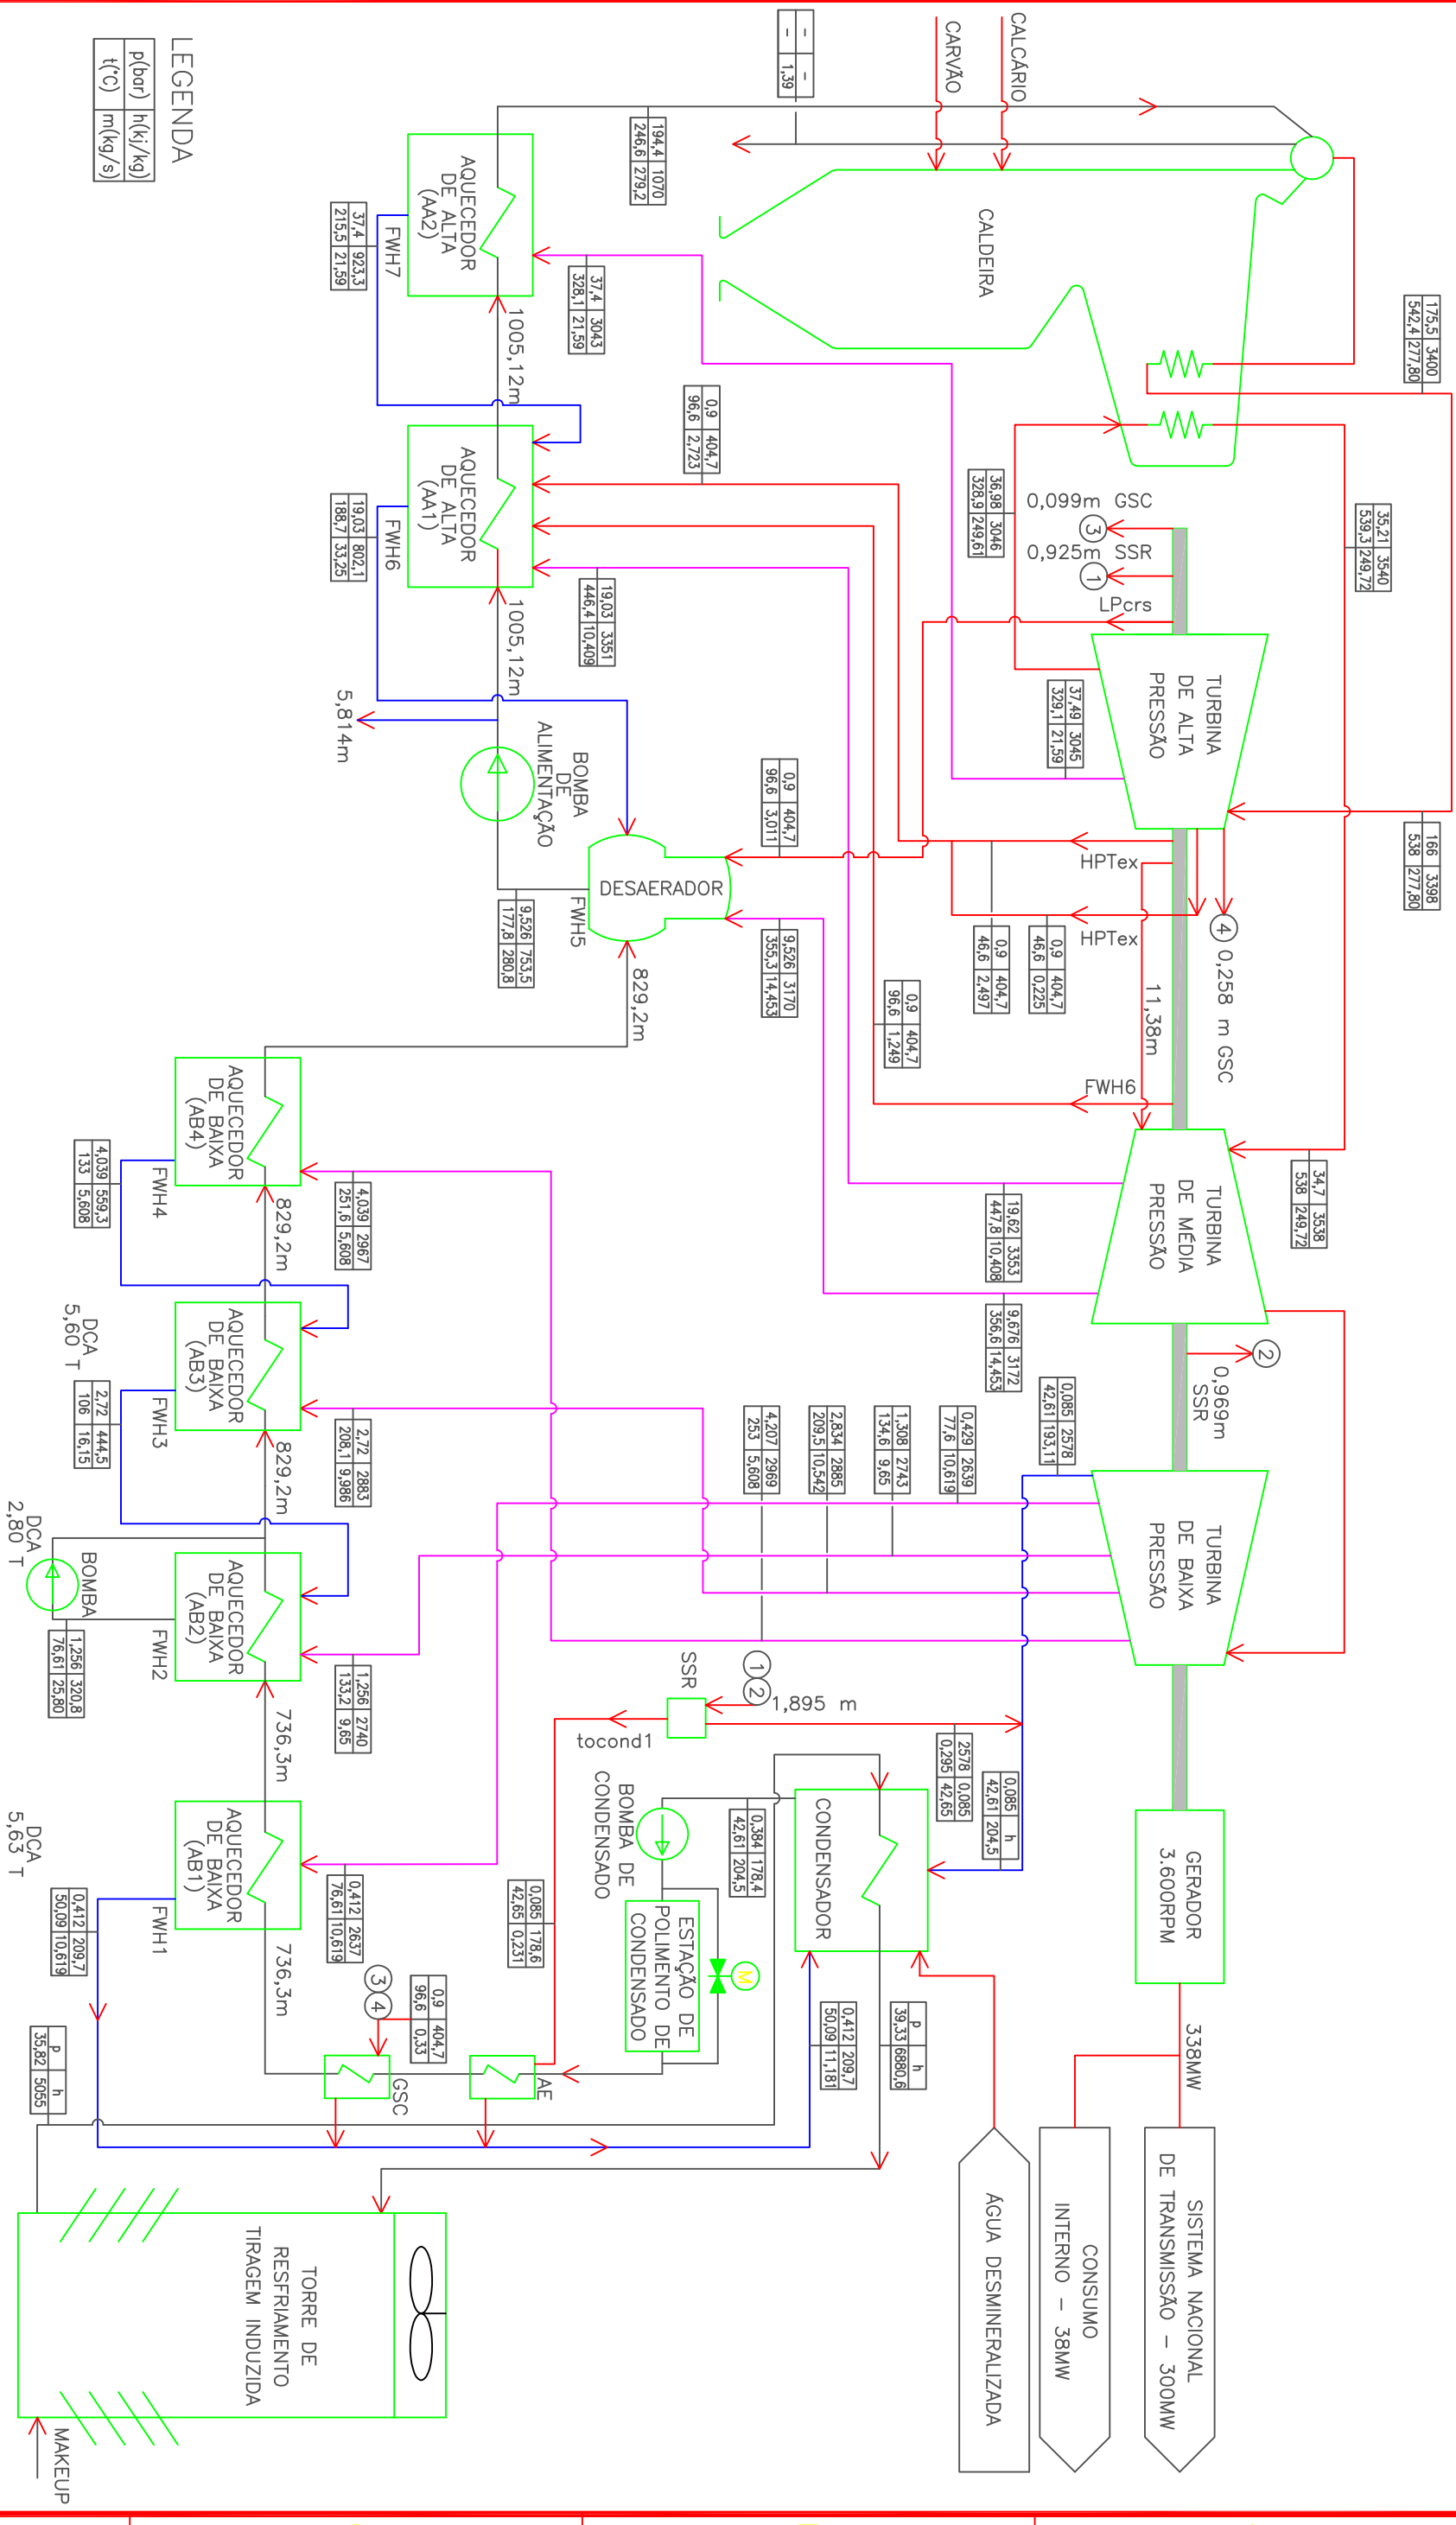 CALCÁRIO
CARVÃO
- -
- 1,39
CALDEIRA
175,5 3400
542,4 277,80
35,21 3540
539,3 249,72
166 3398
538 277,80
36,98 3046
328,9 249,61
0,099m GSC
3
0,925m SSR
1
LPcrs
TURBINA
DE ALTA
PRESSÃO
37,49 3045
329,1 21,59
4
0,258 m GSC
HPTex
HPTex
0,9 404,7
46,6 0,225
0,9 404,7
46,6 2,497
11,38m
FWH6
0,9 404,7
96,6 1,249
34,7 3538
538 249,72
TURBINA
DE MÉDIA
PRESSÃO
19,62 3353
447,8 10,408
9,676 3172
356,6 14,453
2
0,969m
SSR
0,085 2578
42,61 193,11
0,429 2639
77,6 10,619
1,308 2743
134,6 9,65
2,834 2885
209,5 10,542
4,207 2969
253 5,608
TURBINA
DE BAIXA
PRESSÃO
GERADOR
3.600RPM
338MW
SISTEMA NACIONAL
DE TRANSMISSÃO - 300MW
CONSUMO
INTERNO - 38MW
ÁGUA DESMINERALIZADA
194,4 1070
246,6 279,2
37,4 3043
328,1 21,59
0,9 404,7
96,6 2,723
19,03 3351
446,4 10,409
0,9 404,7
96,6 3,011
9,526 3170
355,3 14,453
1 2
1,895 m
SSR
tocond1
2578 0,085
0,295 42,65
0,085 h
42,61 204,5
CONDENSADOR
0,384 178,4
42,61 204,5
BOMBA DE
CONDENSADO
ESTAÇÃO DE
POLIMENTO DE
CONDENSADO
M
p h
39,33 6880,6
0,412 209,7
50,09 11,181
0,085 178,6
42,65 0,231
AQUECEDOR
DE ALTA
(AA2)
FWH7
37,4 923,3
215,5 21,59
1005,12m
AQUECEDOR
DE ALTA
(AA1)
FWH6
19,03 802,1
188,7 33,25
1005,12m
5,814m
BOMBA
DE
ALIMENTAÇÃO
DESAERADOR
FWH5
9,526 753,5
177,8 280,8
829,2m
AQUECEDOR
DE BAIXA
(AB4)
FWH4
4,039 559,3
133 5,608
4,039 2967
251,6 5,608
829,2m
AQUECEDOR
DE BAIXA
(AB3)
FWH3
DCA
5,60 T
2,72 444,5
106 16,15
2,72 2883
208,1 9,986
829,2m
AQUECEDOR
DE BAIXA
(AB2)
FWH2
BOMBA
DCA
2,80 T
1,256 320,8
76,61 25,80
1,256 2740
133,2 9,65
736,3m
AQUECEDOR
DE BAIXA
(AB1)
FWH1
DCA
5,63 T
0,412 209,7
50,09 10,619
0,412 2637
76,61 10,619
736,3m
3 4
0,9 404,7
96,6 0,33
GSC
AE
p h
35,82 5055
TORRE DE
RESFRIAMENTO
TIRAGEM INDUZIDA
MAKEUP
LEGENDA
p(bar) h(kj/kg)
t(°C) m(kg/s)